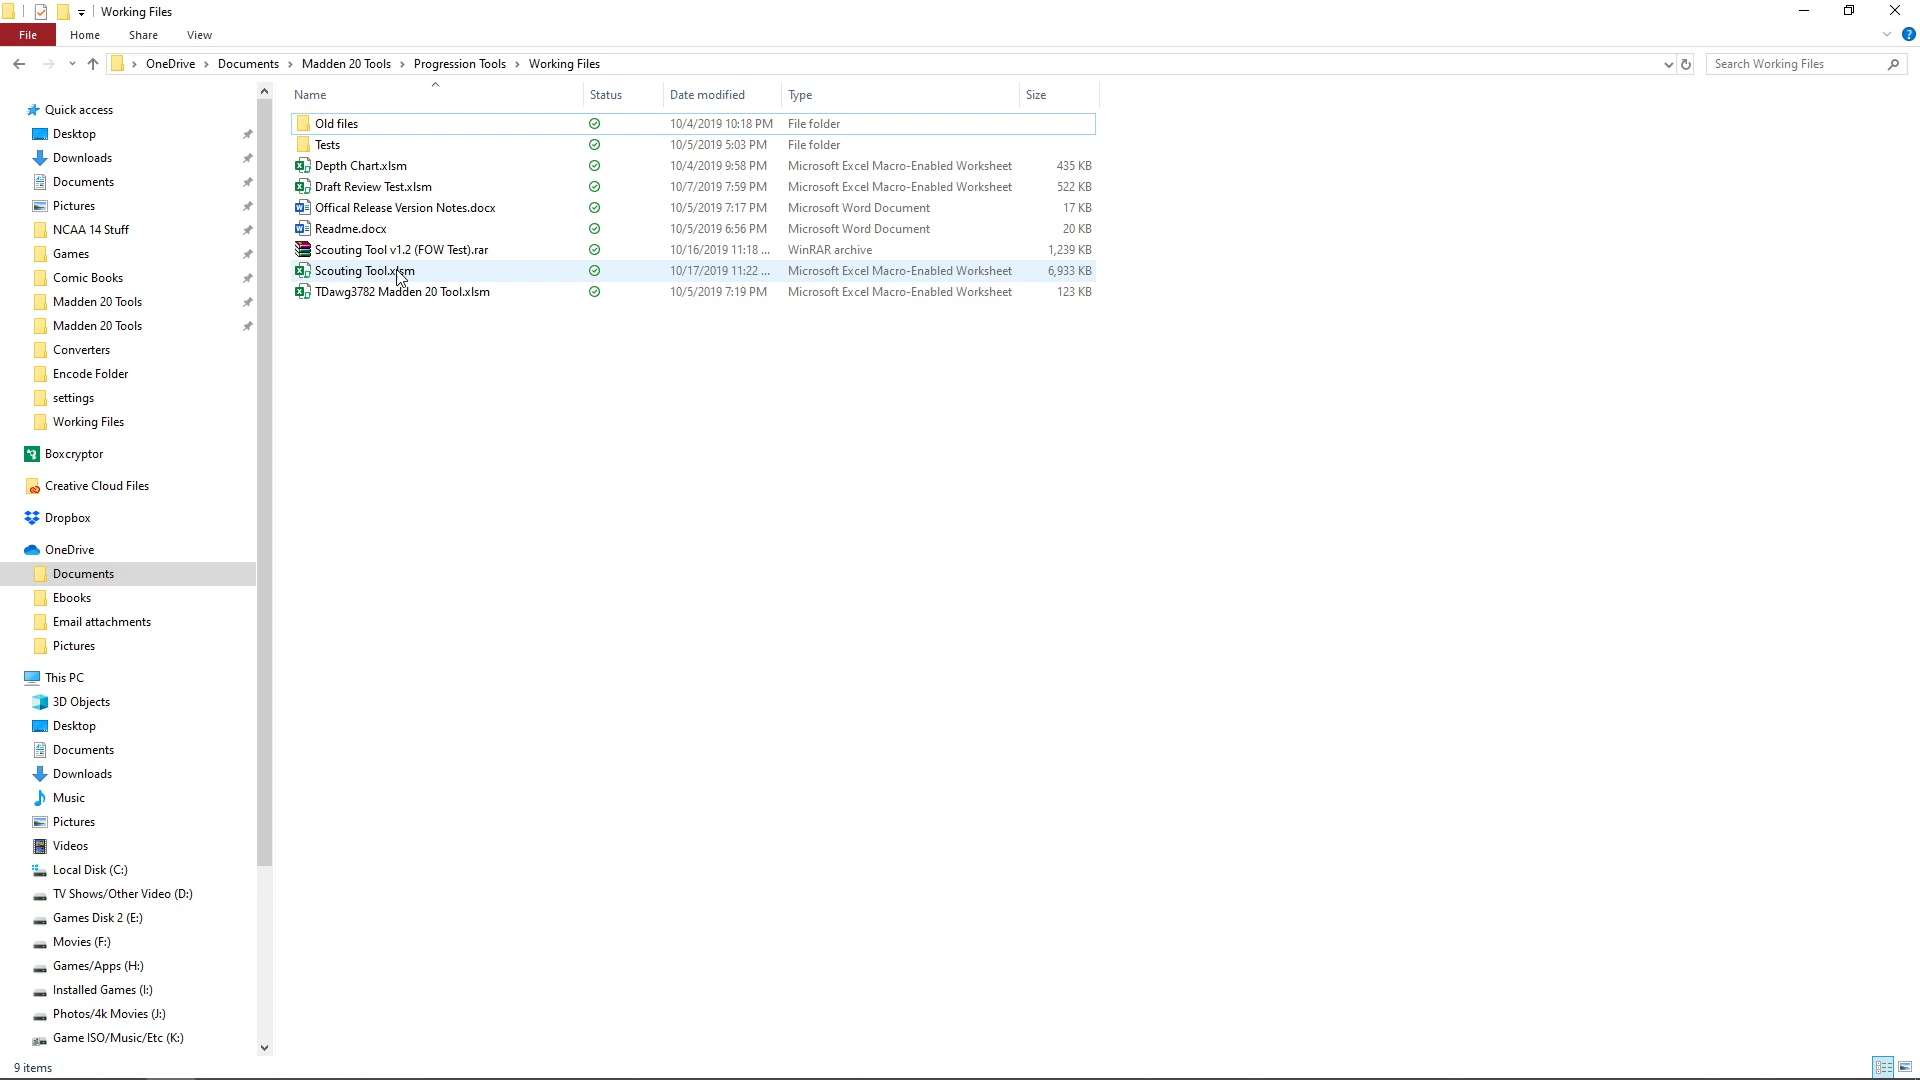 Working Files
File Home Share View
OneDrive Documents Madden 20 Tools Progression Tools Working Files
Search Working Files
Name Status Date modified Type Size
Old files 10/4/2019 10:18 PM File folder
Tests 10/5/2019 5:03 PM File folder
Depth Chart.xlsm 10/4/2019 9:58 PM Microsoft Excel Macro-Enabled Worksheet 435 KB
Draft Review Test.xlsm 10/7/2019 7:59 PM Microsoft Excel Macro-Enabled Worksheet 522 KB
Offical Release Version Notes.docx 10/5/2019 7:17 PM Microsoft Word Document 17 KB
Readme.docx 10/5/2019 6:56 PM Microsoft Word Document 20 KB
Scouting Tool v1.2 (FOW Test).rar 10/16/2019 11:18 ... WinRAR archive 1,239 KB
Scouting Tool.xlsm 10/17/2019 11:22 ... Microsoft Excel Macro-Enabled Worksheet 6,933 KB
TDawg3782 Madden 20 Tool.xlsm 10/5/2019 7:19 PM Microsoft Excel Macro-Enabled Worksheet 123 KB
Quick access
Desktop
Downloads
Documents
Pictures
NCAA 14 Stuff
Games
Comic Books
Madden 20 Tools
Madden 20 Tools
Converters
Encode Folder
settings
Working Files
Boxcryptor
Creative Cloud Files
Dropbox
OneDrive
Documents
Ebooks
Email attachments
Pictures
This PC
3D Objects
Desktop
Documents
Downloads
Music
Pictures
Videos
Local Disk (C:)
TV Shows/Other Video (D:)
Games Disk 2 (E:)
Movies (F:)
Games/Apps (H:)
Installed Games (I:)
Photos/4k Movies (J:)
Game ISO/Music/Etc (K:)
9 items